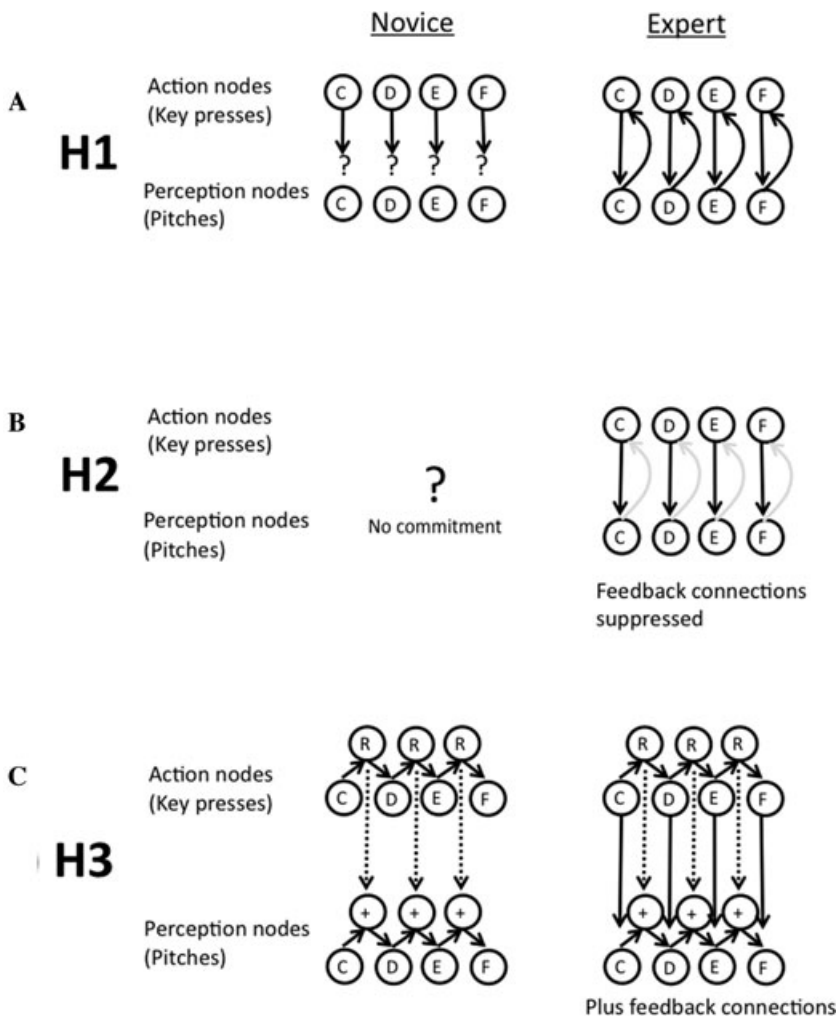 Novice Expert
A
H1
Action nodes
(Key presses)
C D E F
C D E F
? ? ? ?
Perception nodes
(Pitches)
C D E F
C D E F
B
H2
Action nodes
(Key presses)
C D E F
?
No commitment
Perception nodes
(Pitches)
C D E F
Feedback connections
suppressed
C
H3
R R R
R R R
Action nodes
(Key presses)
C D E F
C D E F
+ + +
+ + +
Perception nodes
(Pitches)
C D E F
C D E F
Plus feedback connections